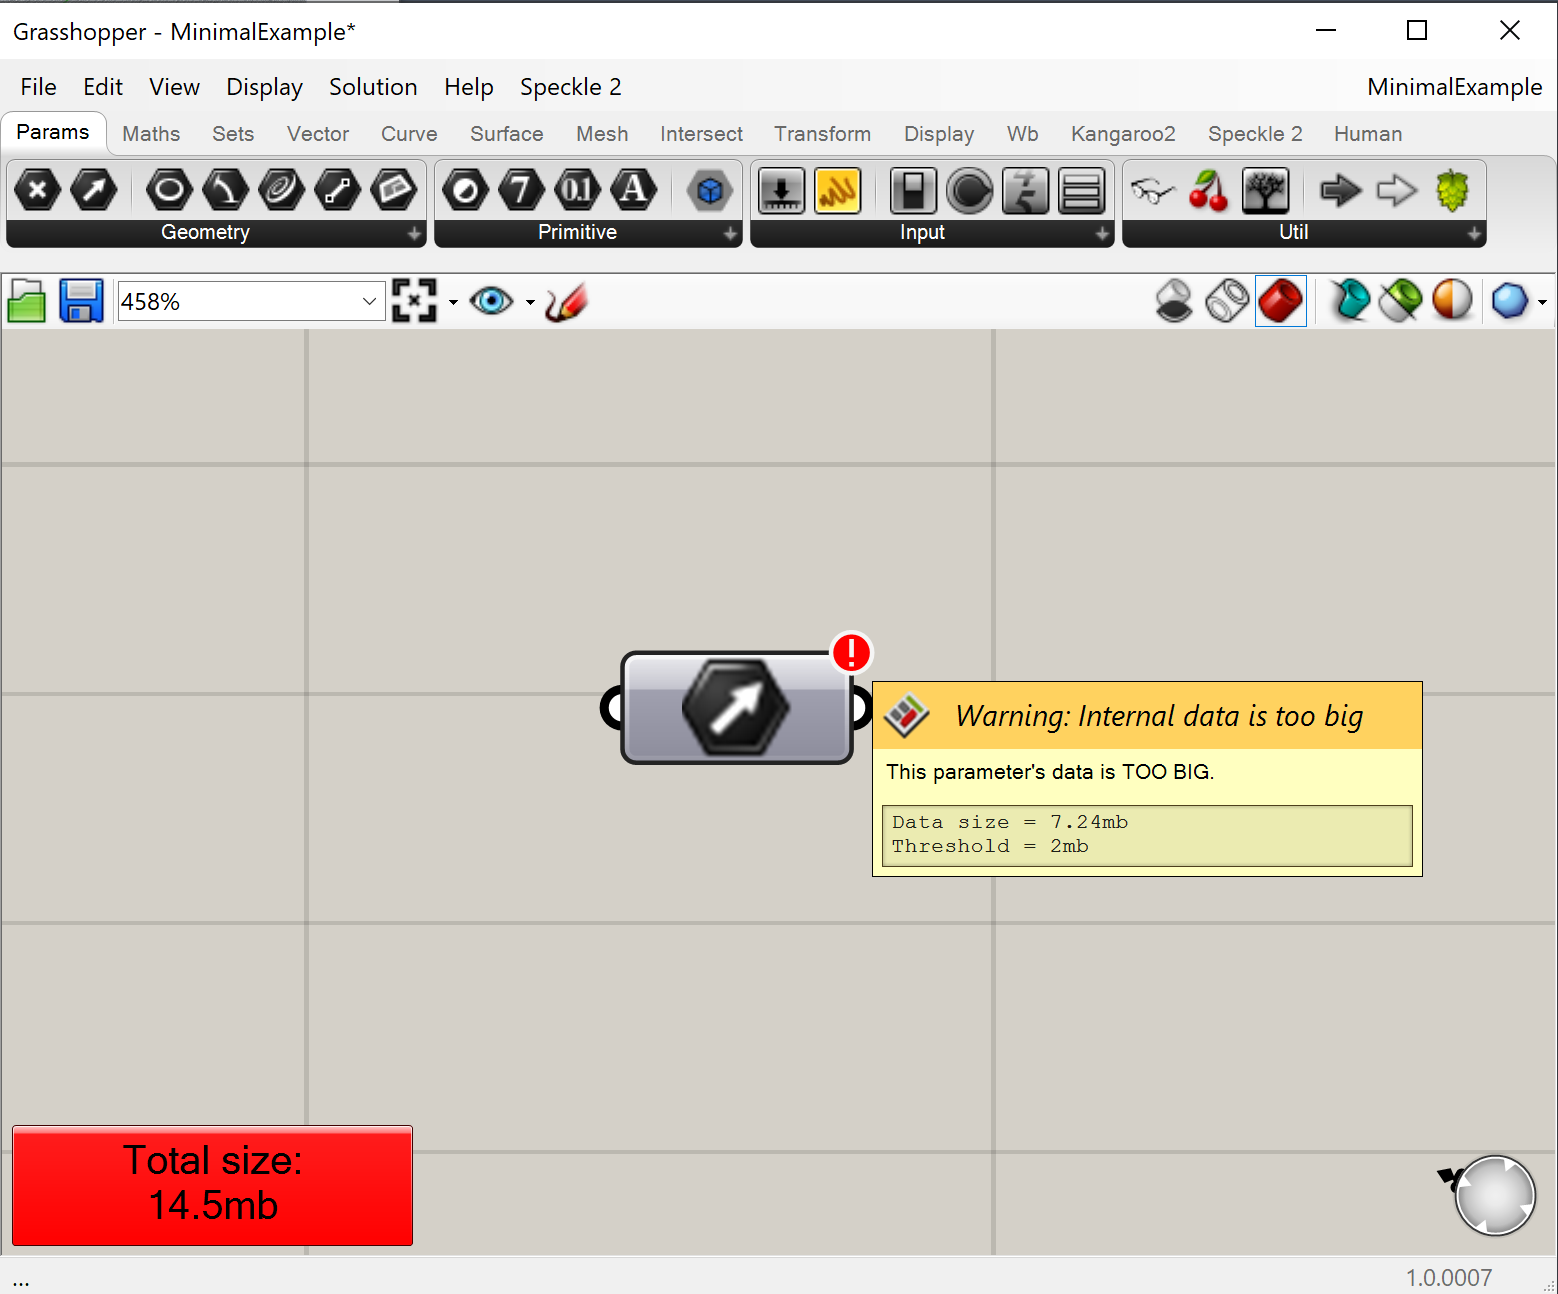 Grasshopper - MinimalExample*
File Edit View Display Solution Help Speckle 2 MinimalExample
Params Maths Sets Vector Curve Surface Mesh Intersect Transform Display Wb Kangaroo2 Speckle 2 Human
7 0.1 A
Geometry Primitive Input Util
458%
!
Warning: Internal data is too big
This parameter's data is TOO BIG.
Data size = 7.24mb
Threshold = 2mb
Total size:
14.5mb
... 1.0.0007